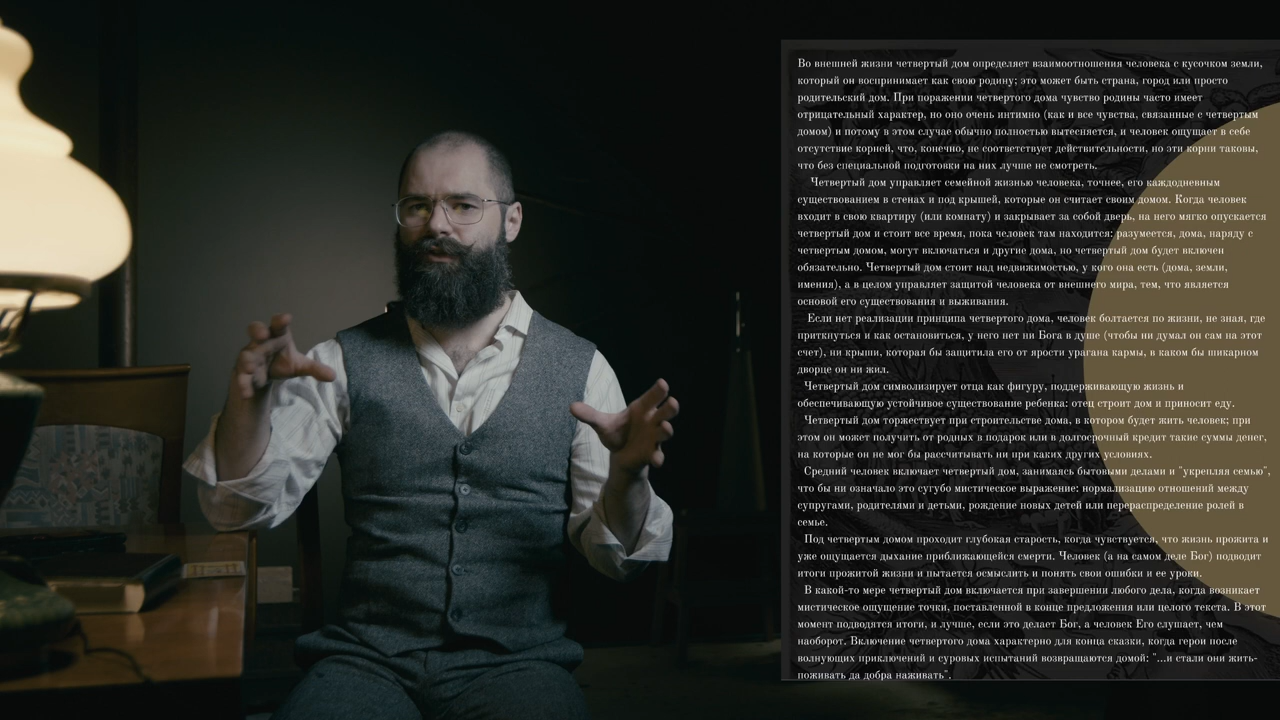 Во внешней жизни четвертый дом определяет взаимоотношения человека с кусочком земли,
который он воспринимает как свою родину; это может быть страна, город или просто
родительский дом. При поражении четвертого дома чувство родины часто имеет
отрицательный характер, но оно очень интимно (как и все чувства, связанные с четвертым
домом) и потому в этом случае обычно полностью вытесняется, и человек ощущает в себе
отсутствие корней, что, конечно, не соответствует действительности, но эти корни таковы,
что без специальной подготовки на них лучше не смотреть.
Четвертый дом управляет семейной жизнью человека, точнее, его каждодневным
существованием в стенах и под крышей, которые он считает своим домом. Когда человек
входит в свою квартиру (или комнату) и закрывает за собой дверь, на него мягко опускается
четвертый дом и стоит все время, пока человек там находится; разумеется, дома, наряду с
четвертым домом, могут включаться и другие дома, но четвертый дом будет включен
обязательно. Четвертый дом стоит над недвижимостью, у кого она есть (дома, земли,
имения), а в целом управляет защитой человека от внешнего мира, тем, что является
основой его существования и выживания.
Если нет реализации принципа четвертого дома, человек болтается по жизни, не зная, где
приткнуться и как остановиться, у него нет ни Бога в душе (чтобы ни думал он сам на этот
счет), ни крыши, которая бы защитила его от ярости урагана кармы, в каком бы шикарном
дворце он ни жил.
Четвертый дом символизирует отца как фигуру, поддерживающую жизнь и
обеспечивающую устойчивое существование ребенка: отец строит дом и приносит еду.
Четвертый дом торжествует при строительстве дома, в котором будет жить человек; при
этом он может получить от родных в подарок или в долгосрочный кредит такие суммы денег,
на которые он не мог бы рассчитывать ни при каких других условиях.
Средний человек включает четвертый дом, занимаясь бытовыми делами и "укрепляя семью",
что бы ни означало это сугубо мистическое выражение: нормализацию отношений между
супругами, родителями и детьми, рождение новых детей или перераспределение ролей в
семье.
Под четвертым домом проходит глубокая старость, когда чувствуется, что жизнь прожита и
уже ощущается дыхание приближающейся смерти. Человек (а на самом деле Бог) подводит
итоги прожитой жизни и пытается осмыслить и понять свои ошибки и ее уроки.
В какой-то мере четвертый дом включается при завершении любого дела, когда возникает
мистическое ощущение точки, поставленной в конце предложения или целого текста. В этот
момент подводятся итоги, и лучше, если это делает Бог, а человек Его слушает, чем
наоборот. Включение четвертого дома характерно для конца сказки, когда герои после
волнующих приключений и суровых испытаний возвращаются домой: "...и стали они жить-
поживать да добра наживать".